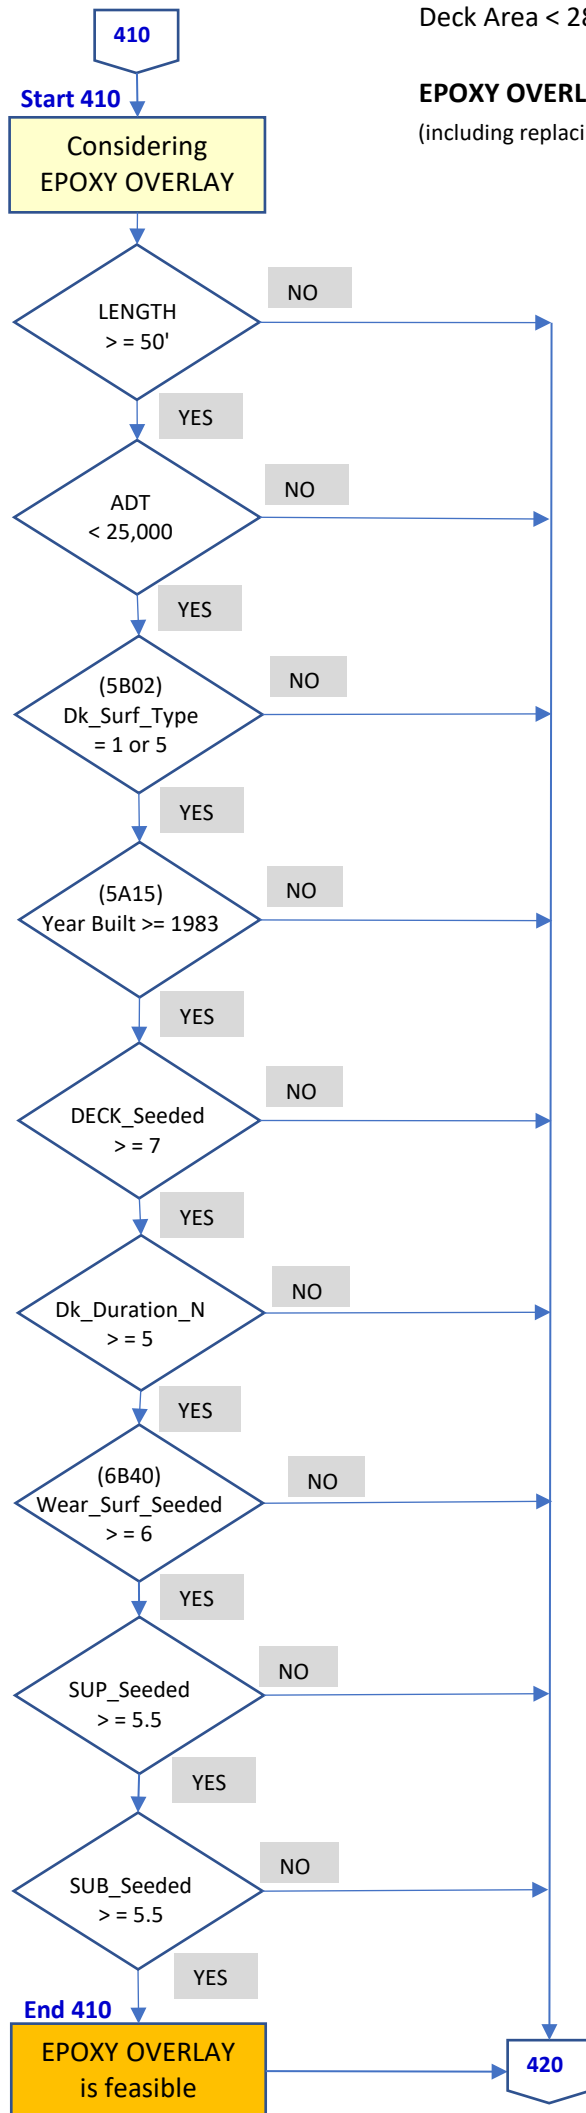 410
Deck Area < 28
Start 410
EPOXY OVERL
(including replaci
Considering
EPOXY OVERLAY
LENGTH
> = 50'
NO
YES
ADT
< 25,000
NO
YES
(5B02)
Dk_Surf_Type
= 1 or 5
NO
YES
(5A15)
Year Built >= 1983
NO
YES
DECK_Seeded
> = 7
NO
YES
Dk_Duration_N
> = 5
NO
YES
(6B40)
Wear_Surf_Seeded
> = 6
NO
YES
SUP_Seeded
> = 5.5
NO
YES
SUB_Seeded
> = 5.5
NO
YES
End 410
EPOXY OVERLAY
is feasible
420